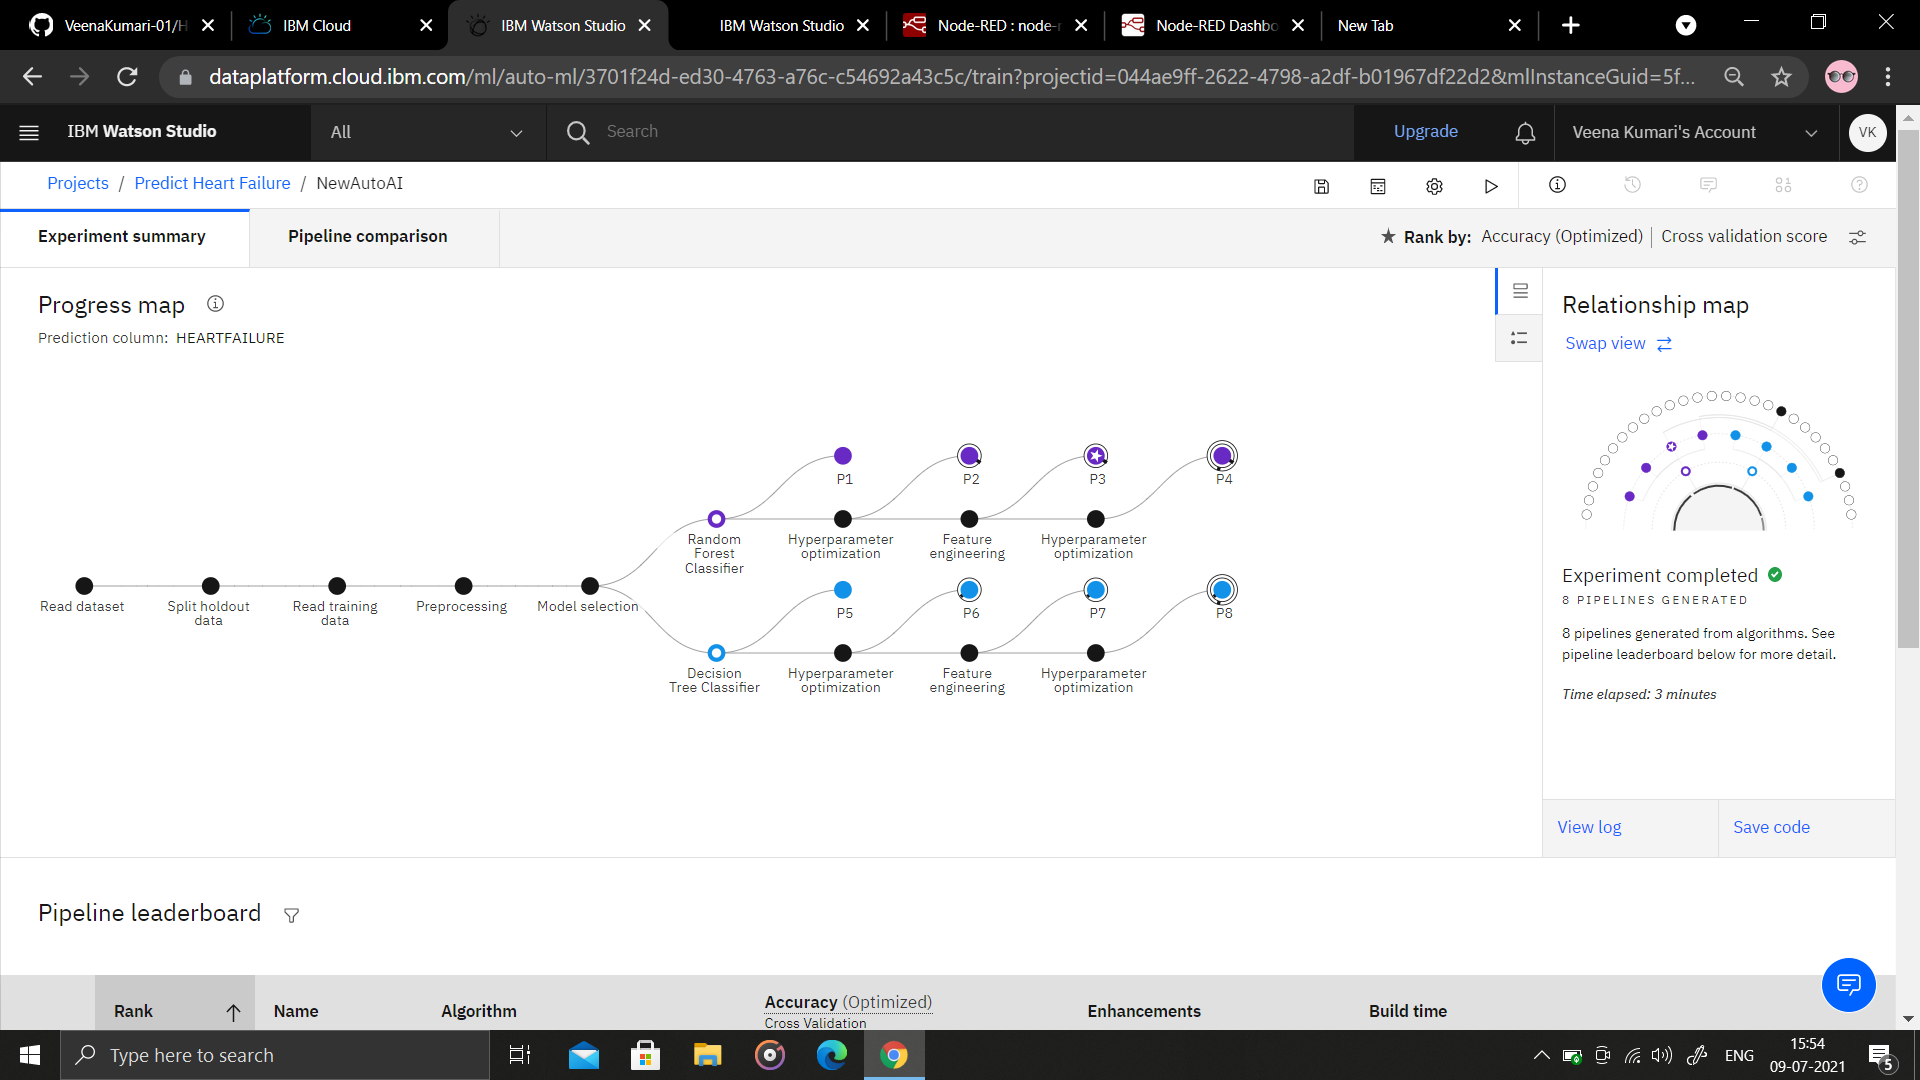 VeenaKumari-01/H
IBM Cloud
IBM Watson Studio
IBM Watson Studio
Node-RED : node-r
Node-RED Dashbo
New Tab
dataplatform.cloud.ibm.com/ml/auto-ml/3701f24d-ed30-4763-a76c-c54692a43c5c/train?projectid=044ae9ff-2622-4798-a2df-b01967df22d2&mlInstanceGuid=5f...
IBM Watson Studio
All
Search
Upgrade
Veena Kumari's Account
VK
Projects / Predict Heart Failure / NewAutoAI
Experiment summary
Pipeline comparison
Rank by: Accuracy (Optimized) | Cross validation score
Progress map
Prediction column: HEARTFAILURE
P1
P2
P3
P4
Random
Forest
Classifier
Hyperparameter
optimization
Feature
engineering
Hyperparameter
optimization
Read dataset
Split holdout
data
Read training
data
Preprocessing
Model selection
P5
P6
P7
P8
Decision
Tree Classifier
Hyperparameter
optimization
Feature
engineering
Hyperparameter
optimization
Relationship map
Swap view
Experiment completed
8 PIPELINES GENERATED
8 pipelines generated from algorithms. See
pipeline leaderboard below for more detail.
Time elapsed: 3 minutes
View log
Save code
Pipeline leaderboard
Rank
Name
Algorithm
Accuracy (Optimized)
Cross Validation
Enhancements
Build time
Type here to search
ENG
15:54
09-07-2021
5